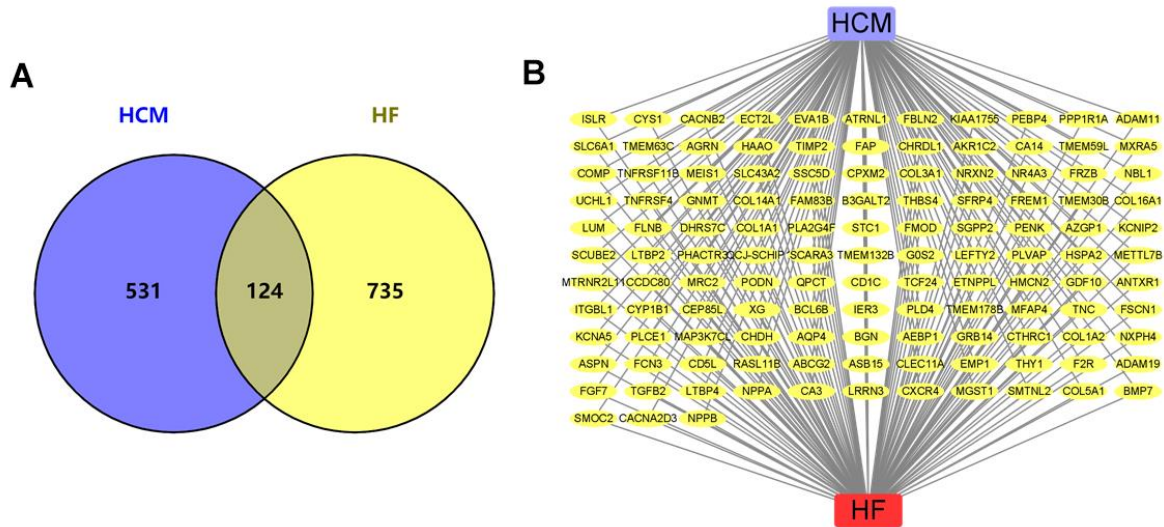 A
HCM
HF
531
124
735
B
HCM
ISLR CYS1 CACNB2 ECT2L EVA1B ATRNL1 FBLN2 KIAA1755 PEBP4 PPP1R1A ADAM11
SLC6A1 TMEM63C AGRN HAAO TIMP2 FAP CHRDL1 AKR1C2 CA14 TMEM59L MXRA5
COMP TNFRSF11B MEIS1 SLC43A2 SSC5D CPXM2 COL3A1 NRXN2 NR4A3 FRZB NBL1
UCHL1 TNFRSF4 GNMT COL14A1 FAM83B B3GALT2 THBS4 SFRP4 FREM1 TMEM30B COL16A1
LUM FLNB DHRS7C COL1A1 PLA2G4F STC1 FMOD SGPP2 PENK AZGP1 KCNIP2
SCUBE2 LTBP2 PHACTR3 QCJ-SCHIP SCARA3 TMEM132B G0S2 LEFTY2 PLVAP HSPA2 METTL7B
MTRNR2L11 CCDC80 MRC2 PODN QPCT CD1C TCF24 ETNPPL HMCN2 GDF10 ANTXR1
ITGBL1 CYP1B1 CEP85L XG BCL6B IER3 PLD4 TMEM178B MFAP4 TNC FSCN1
KCNA5 PLCE1 MAP3K7CL CHDH AQP4 BGN AEBP1 GRB14 CTHRC1 COL1A2 NXPH4
ASPN FCN3 CD5L RASL11B ABCG2 ASB15 CLEC11A EMP1 THY1 F2R ADAM19
FGF7 TGFB2 LTBP4 NPPA CA3 LRRN3 CXCR4 MGST1 SMTNL2 COL5A1 BMP7
SMOC2 CACNA2D3 NPPB
HF